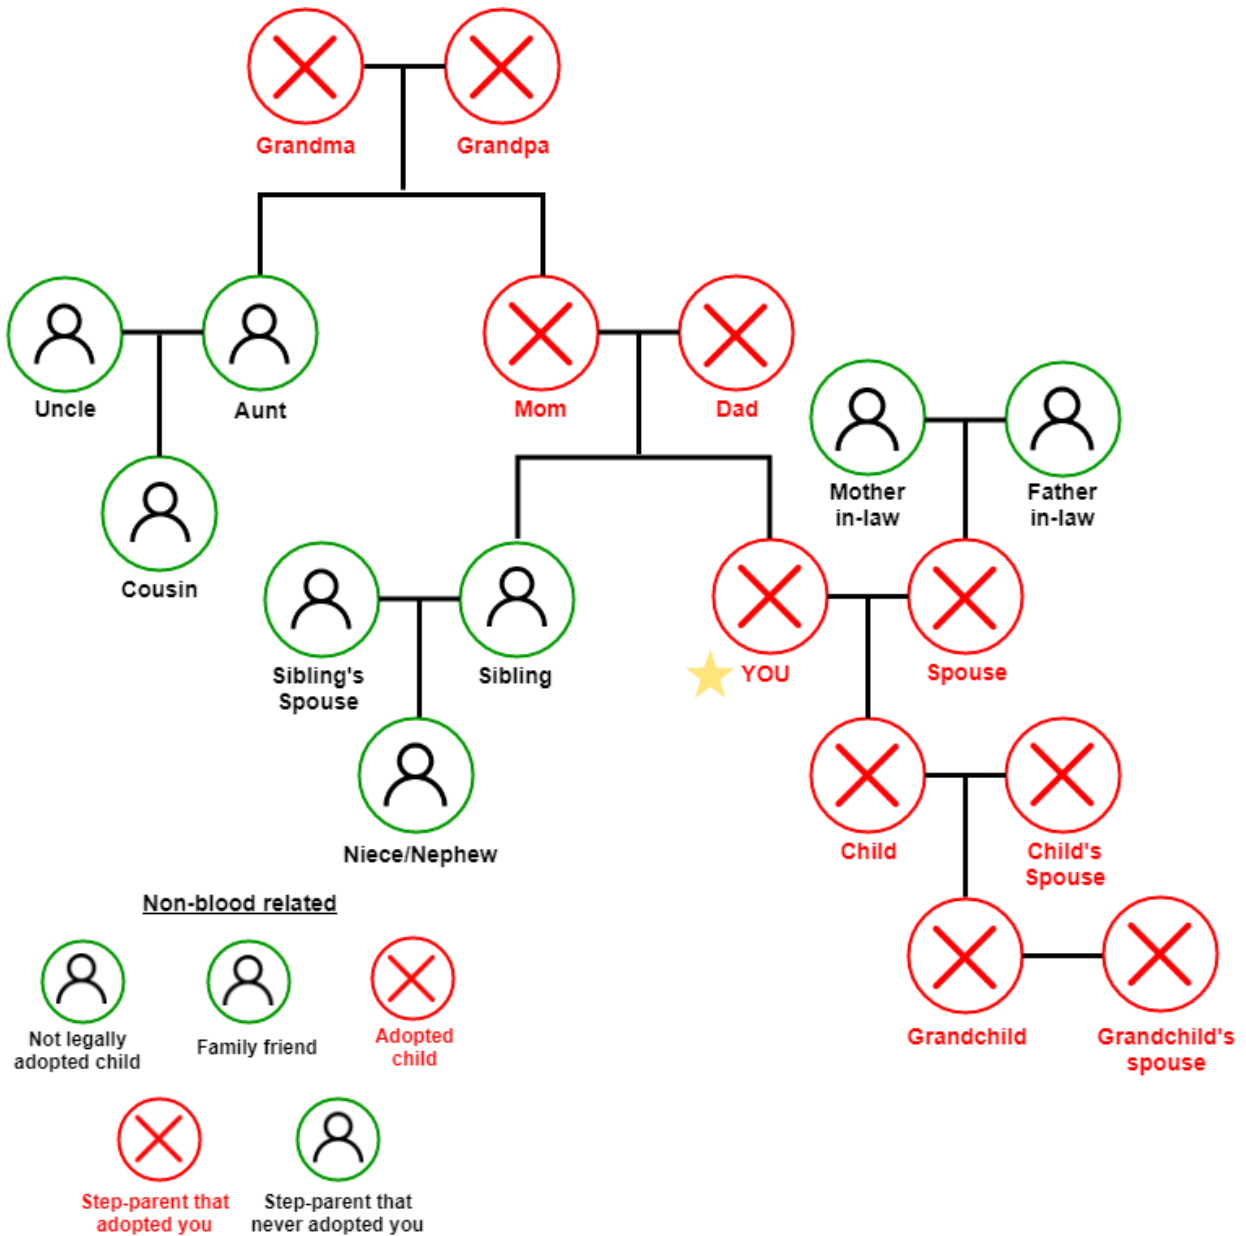 Grandma
Grandpa
Uncle
Aunt
Mom
Dad
Mother
in-law
Father
in-law
Cousin
Sibling's
Spouse
Sibling
YOU
Spouse
Niece/Nephew
Child
Child's
Spouse
Grandchild
Grandchild's
spouse
Non-blood related
Not legally
adopted child
Family friend
Adopted
child
Step-parent that
adopted you
Step-parent that
never adopted you